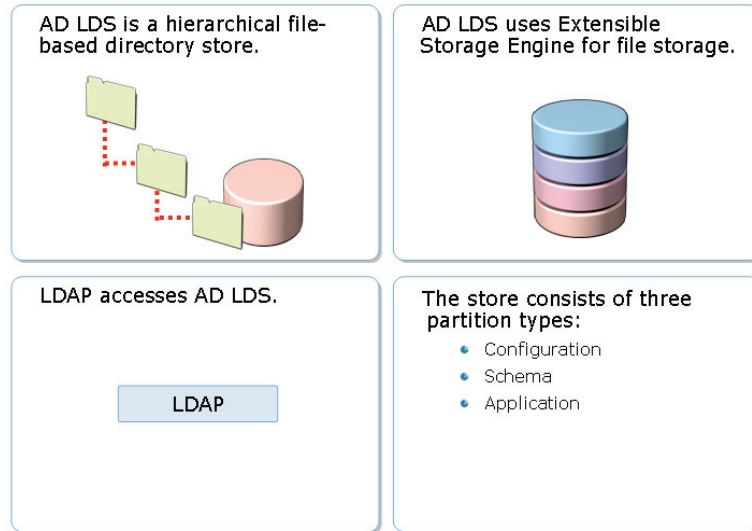 AD LDS is a hierarchical file-
based directory store.
AD LDS uses Extensible
Storage Engine for file storage.
LDAP accesses AD LDS.
LDAP
The store consists of three
partition types:
Configuration
Schema
Application